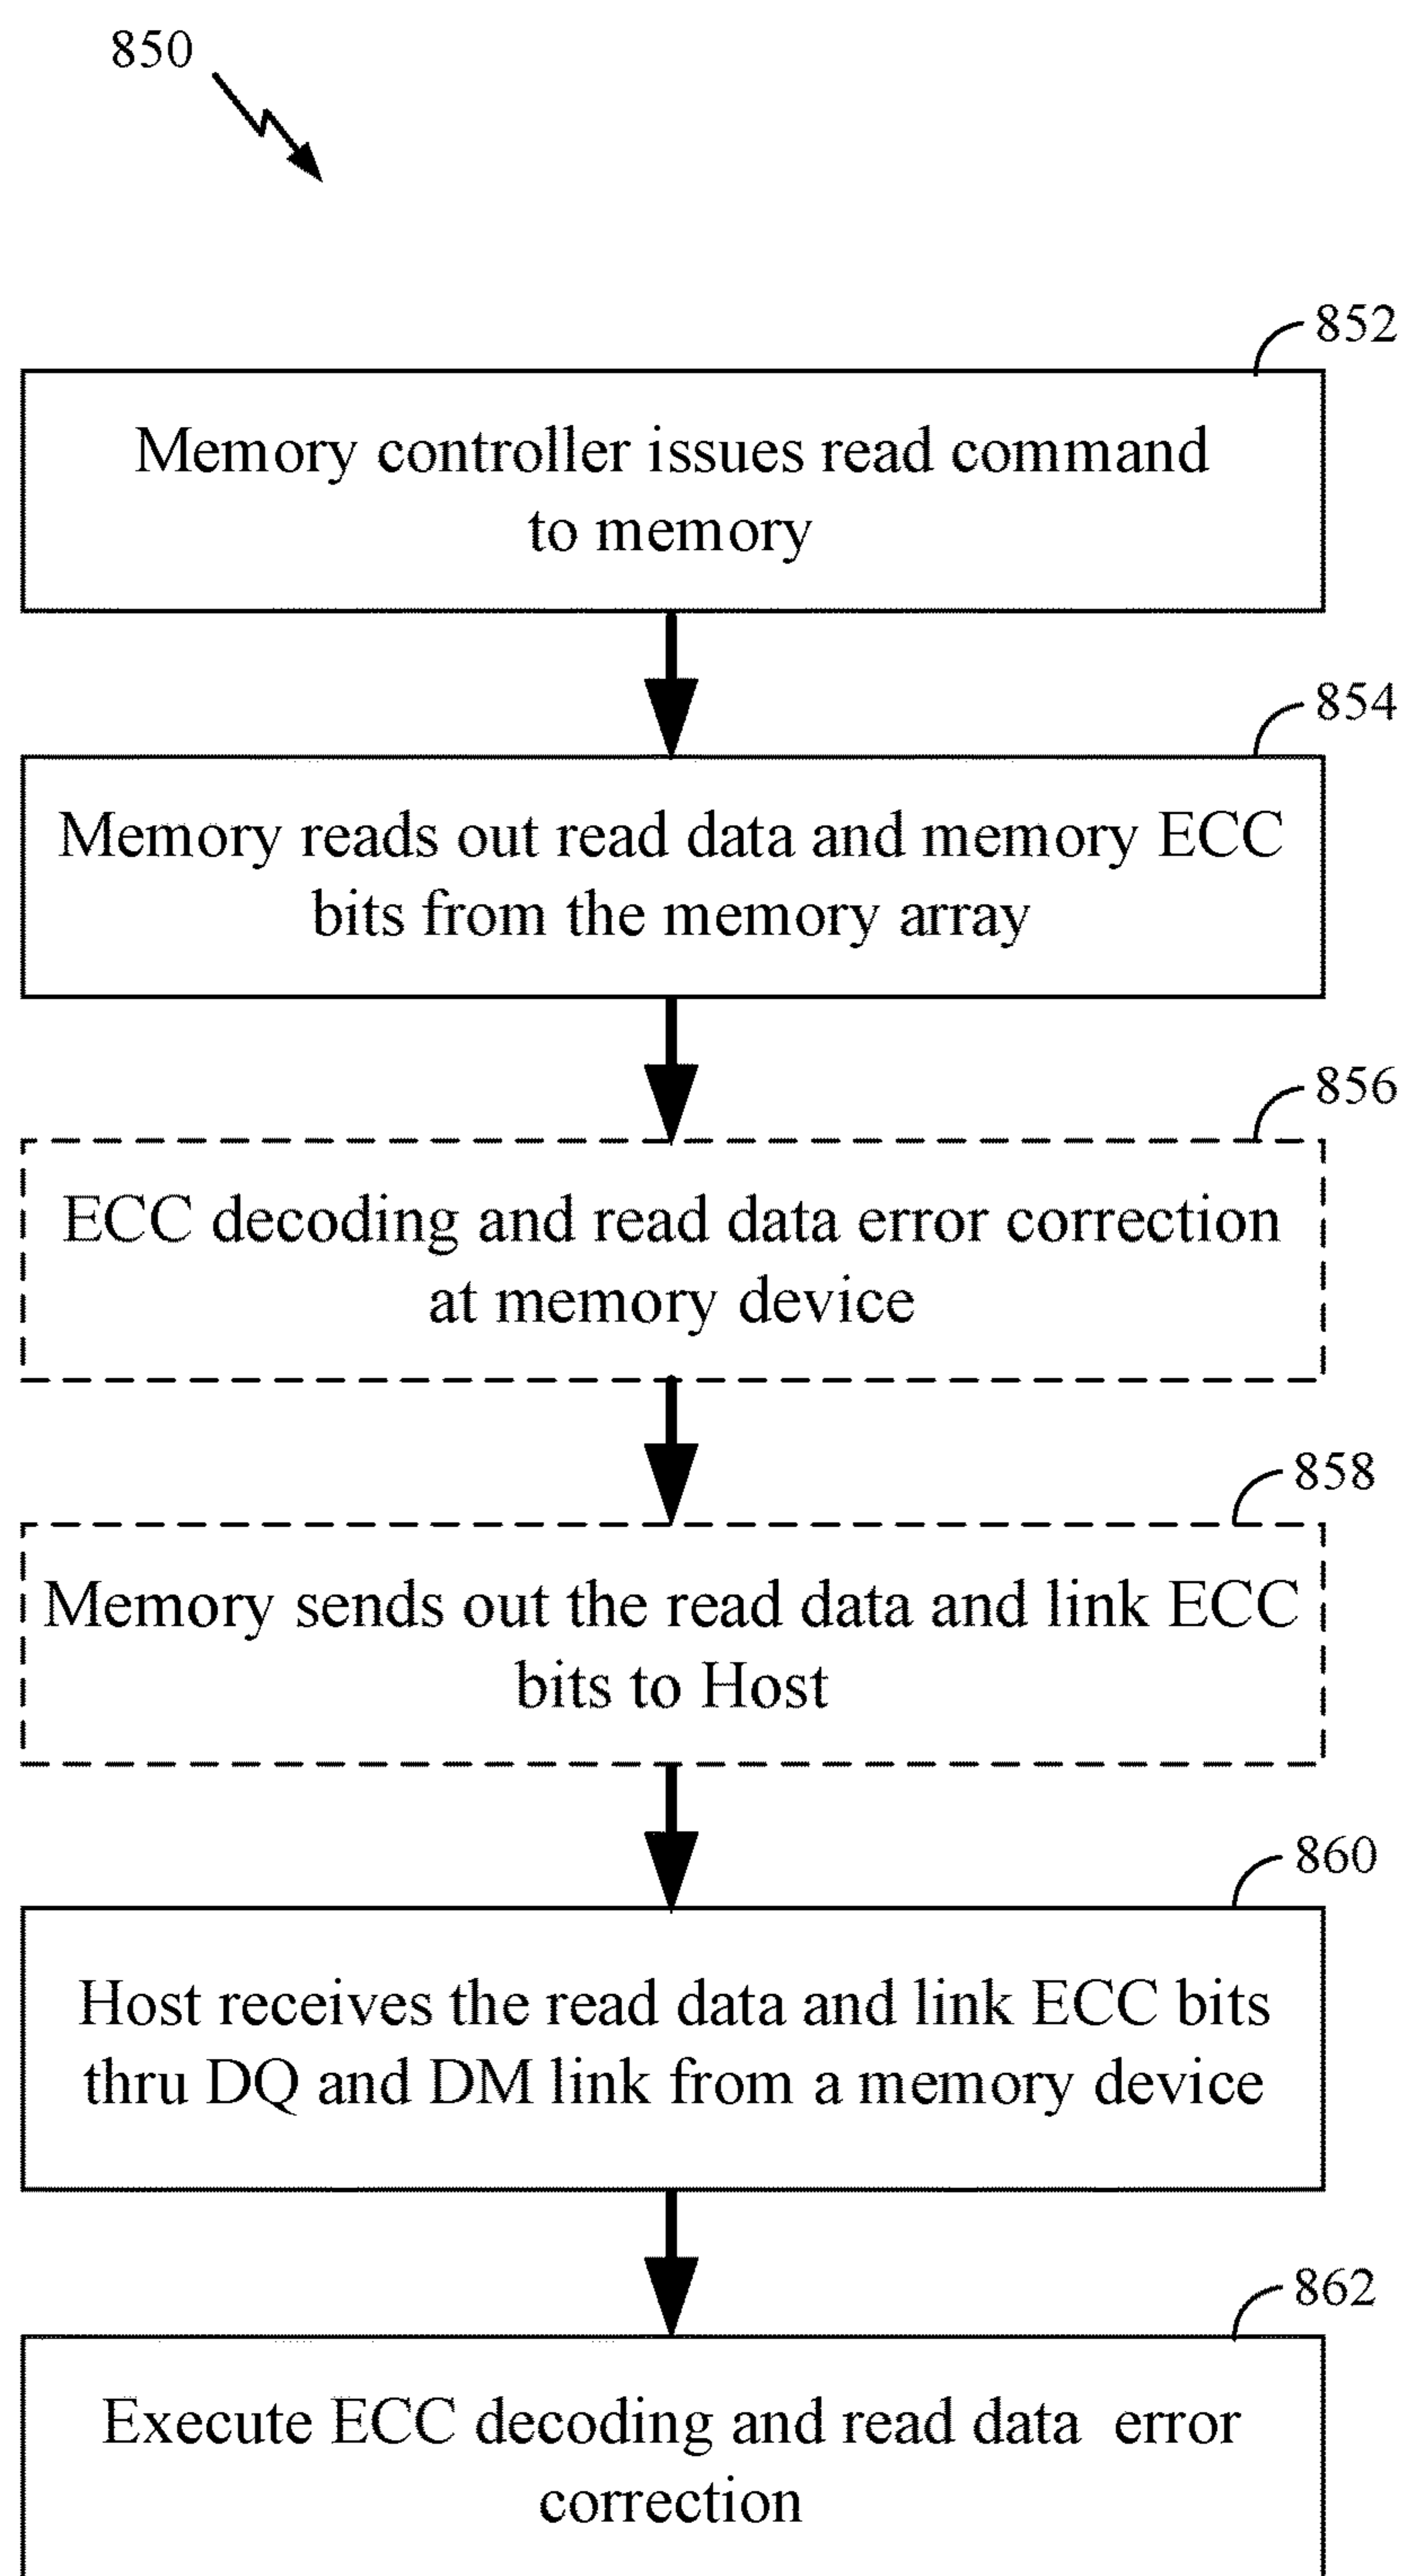 850
852
Memory controller issues read command
to memory
854
Memory reads out read data and memory ECC
bits from the memory array
856
ECC decoding and read data error correction
at memory device
858
Memory sends out the read data and link ECC
bits to Host
860
Host receives the read data and link ECC bits
thru DQ and DM link from a memory device
862
Execute ECC decoding and read data error
correction